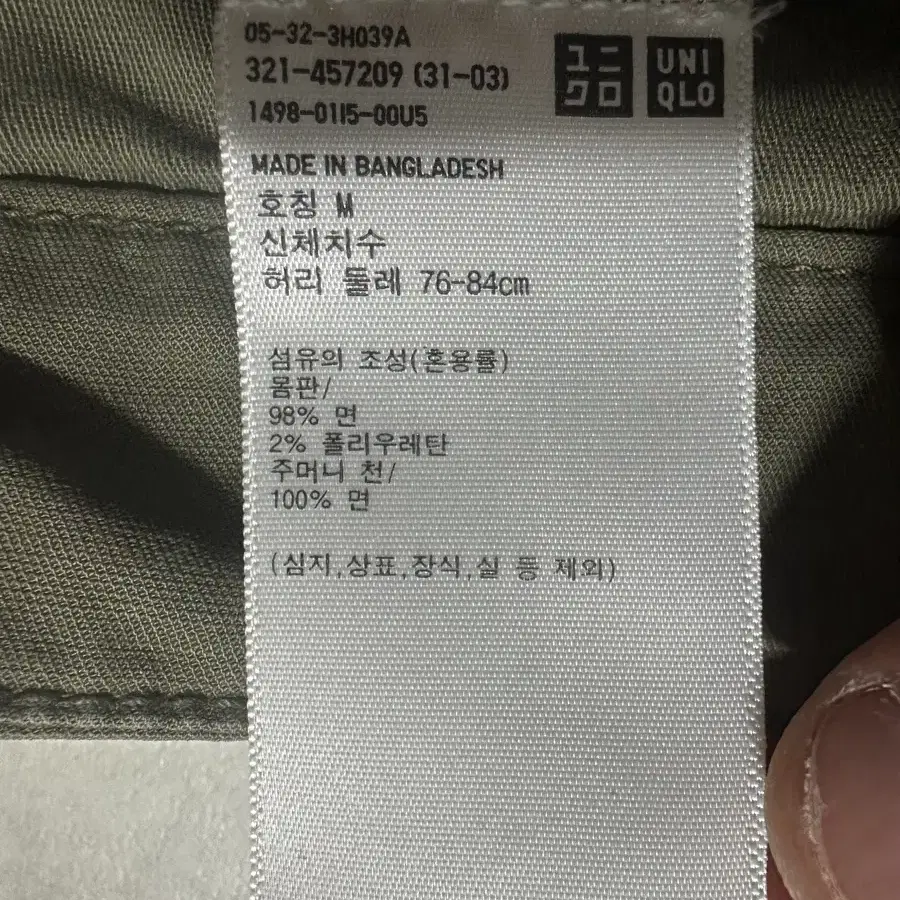 05-32-3H039A
321-457209 (31-03)
1498-01I5-00U5
ユニ
クロ
UNI
QLO
MADE IN BANGLADESH
호칭 M
신체치수
허리 둘레 76-84cm
섬유의 조성(혼용률)
몸판/
98% 면
2% 폴리우레탄
주머니 천/
100% 면
(심지,상표,장식,실 등 제외)